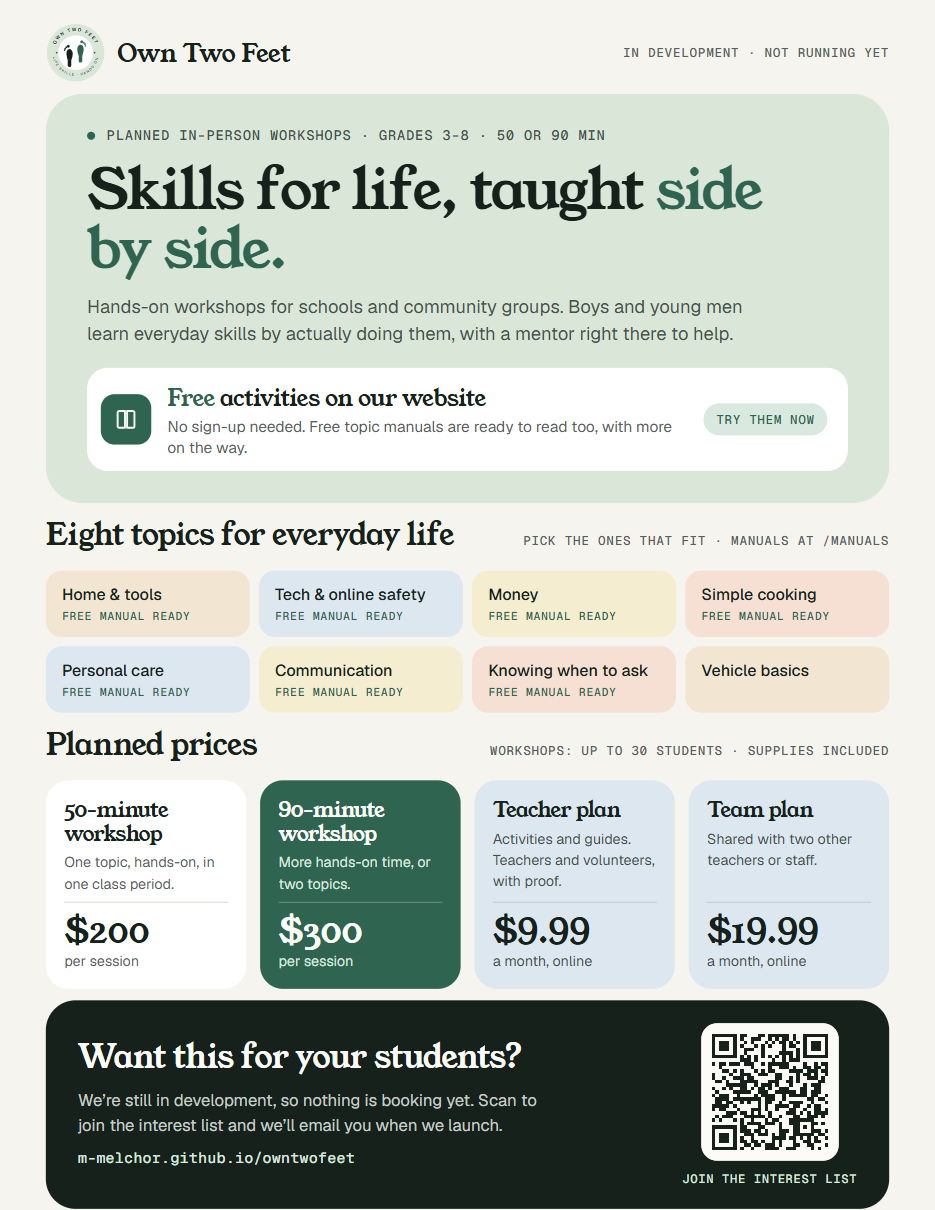 OWN TWO FEET
LIFE SKILLS · HANDS-ON
Own Two Feet
IN DEVELOPMENT · NOT RUNNING YET
PLANNED IN-PERSON WORKSHOPS · GRADES 3–8 · 50 OR 90 MIN
Skills for life, taught side
by side.
Hands-on workshops for schools and community groups. Boys and young men
learn everyday skills by actually doing them, with a mentor right there to help.
Free activities on our website
No sign-up needed. Free topic manuals are ready to read too, with more
on the way.
TRY THEM NOW
Eight topics for everyday life
PICK THE ONES THAT FIT · MANUALS AT /MANUALS
Home & tools
FREE MANUAL READY
Tech & online safety
FREE MANUAL READY
Money
FREE MANUAL READY
Simple cooking
FREE MANUAL READY
Personal care
FREE MANUAL READY
Communication
FREE MANUAL READY
Knowing when to ask
FREE MANUAL READY
Vehicle basics
Planned prices
WORKSHOPS: UP TO 30 STUDENTS · SUPPLIES INCLUDED
50-minute
workshop
One topic, hands-on, in
one class period.
$200
per session
90-minute
workshop
More hands-on time, or
two topics.
$300
per session
Teacher plan
Activities and guides.
Teachers and volunteers,
with proof.
$9.99
a month, online
Team plan
Shared with two other
teachers or staff.
$19.99
a month, online
Want this for your students?
We’re still in development, so nothing is booking yet. Scan to
join the interest list and we’ll email you when we launch.
m-melchor.github.io/owntwofeet
JOIN THE INTEREST LIST